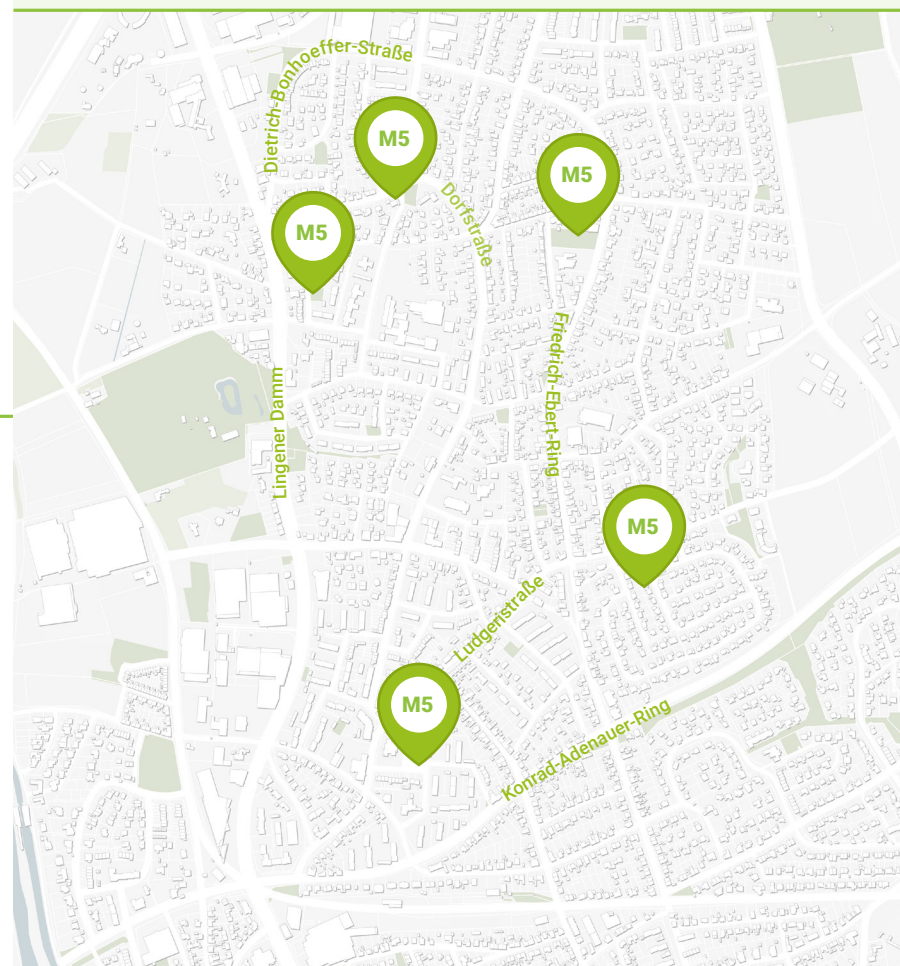 Dietrich-Bonhoeffer-Straße
M5
M5
Dorfstraße
M5
Friedrich-Ebert-Ring
Lingener Damm
M5
Ludgeristraße
M5
Konrad-Adenauer-Ring